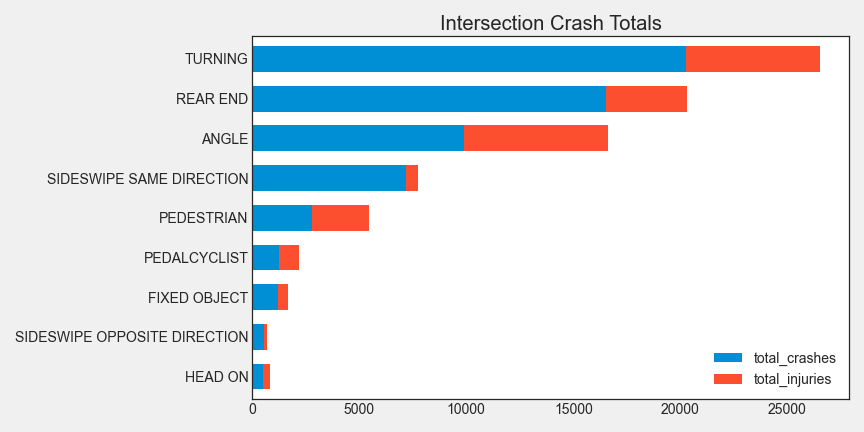 Intersection Crash Totals
TURNING
REAR END
ANGLE
SIDESWIPE SAME DIRECTION
PEDESTRIAN
PEDALCYCLIST
FIXED OBJECT
SIDESWIPE OPPOSITE DIRECTION
HEAD ON
total_crashes
total_injuries
0 5000 10000 15000 20000 25000